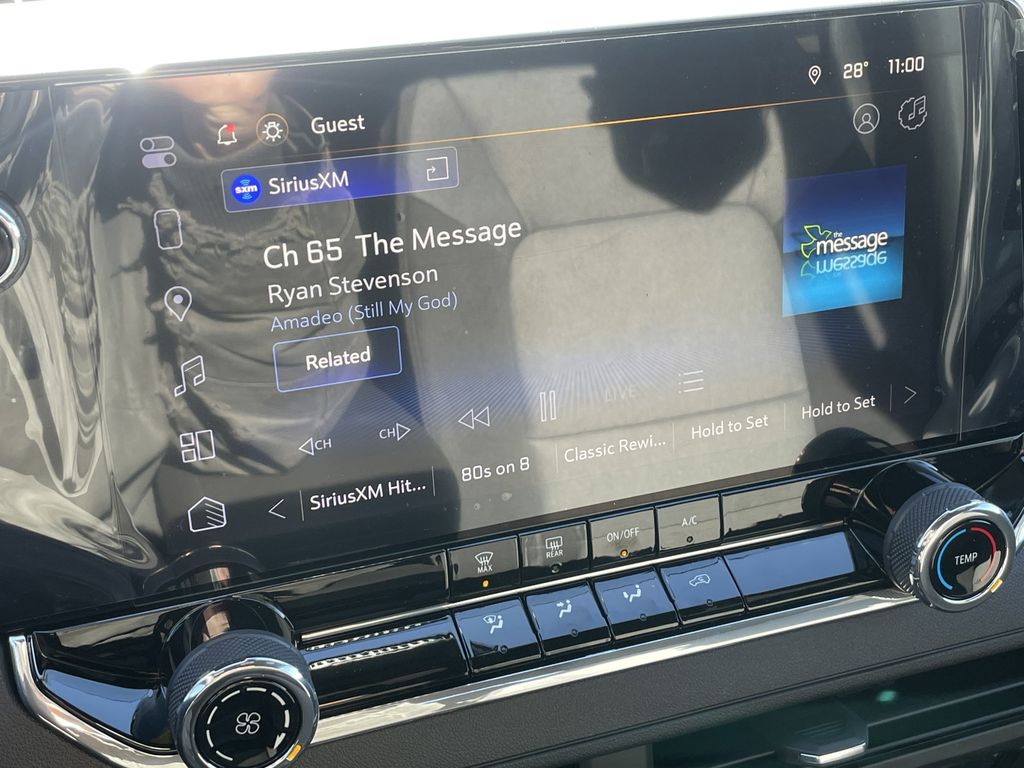 28° 11:00
Guest
sxm SiriusXM
Ch 65 The Message
Ryan Stevenson
Amadeo (Still My God)
Related
the
message
CH CH LIVE
SiriusXM Hit... 80s on 8 Classic Rewi... Hold to Set Hold to Set
MAX REAR ON/OFF A/C
TEMP